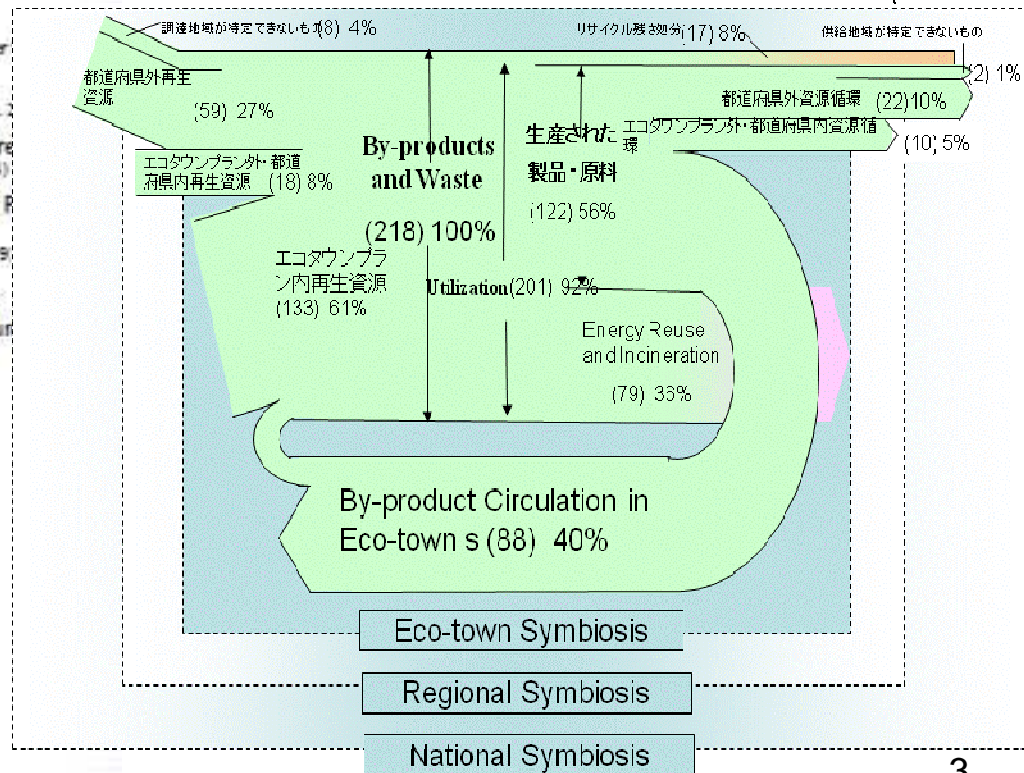 調達地域が特定できないもの(8) 4%
リサイクル残さ処分(17)8%
供給地域が特定できないもの
(2) 1%
都道府県外再生
資源
(59) 27%
都道府県外資源循環 (22)10%
エコタウンプラン外・都道府県内資源循
環
(10) 5%
By-products
and Waste
(218) 100%
生産された
製品・原料
(122) 56%
エコタウンプラン外・都道
府県内再生資源 (18) 8%
エコタウンプラ
ン内再生資源
(133) 61%
Utilization(201) 92%
Energy Reuse
and Incineration
(79) 36%
By-product Circulation in
Eco-town s (88) 40%
Eco-town Symbiosis
Regional Symbiosis
National Symbiosis
3